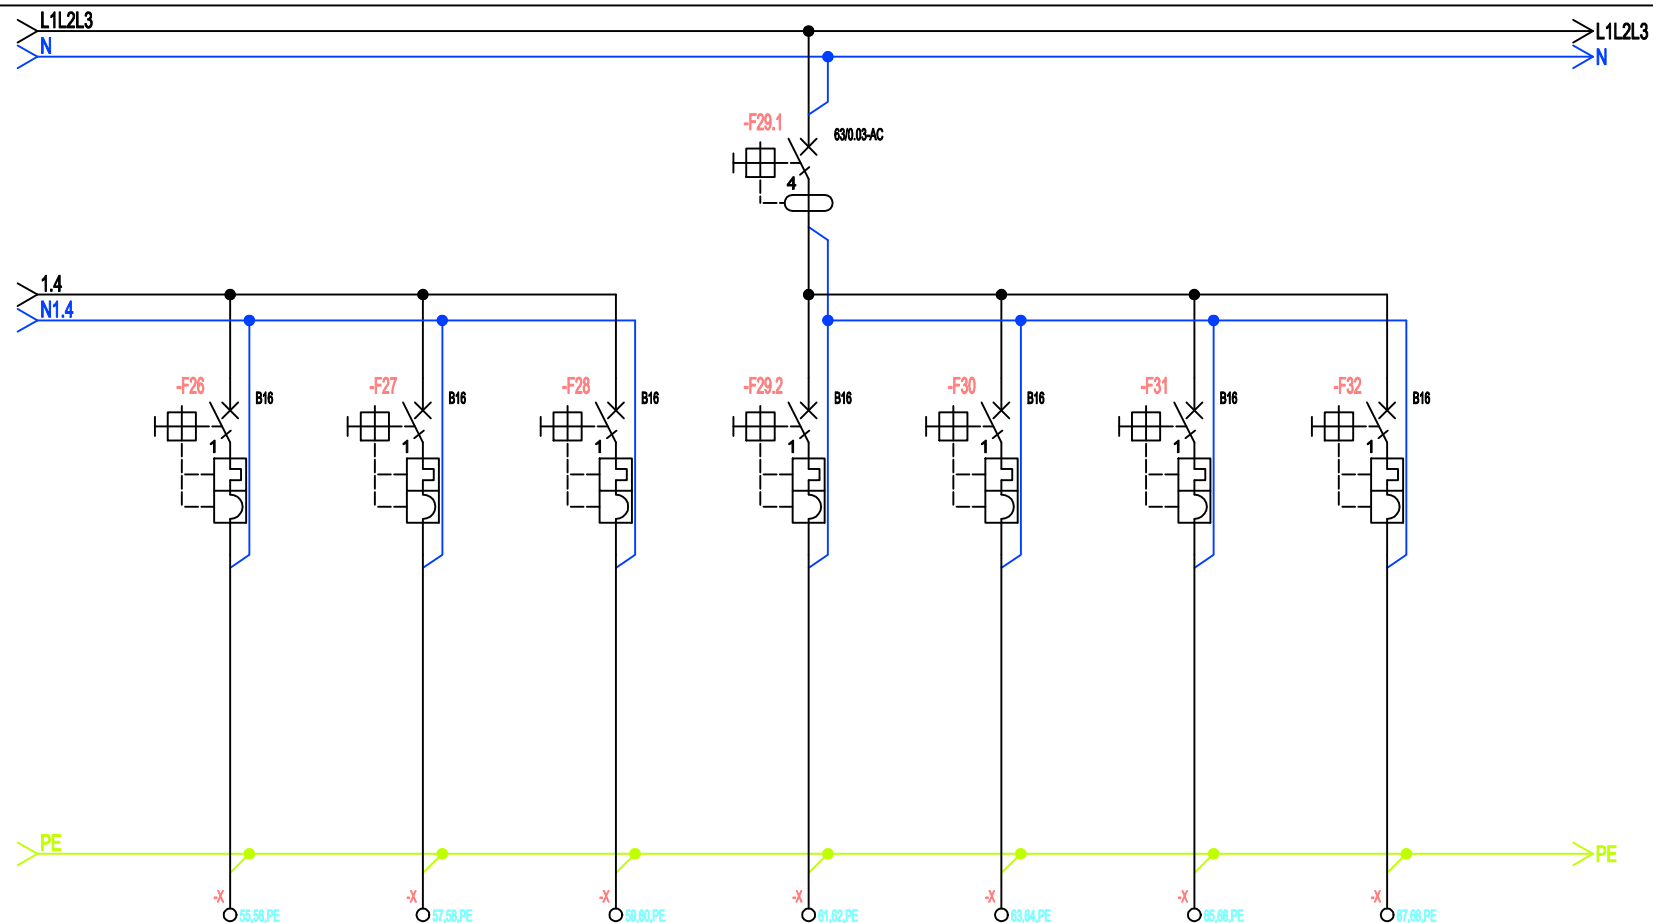 L1L2L3 L1L2L3
N N
-F29.1 63/0.03-AC
4
1.4
N1.4
-F26 B16 -F27 B16 -F28 B16 -F29.2 B16 -F30 B16 -F31 B16 -F32 B16
1 1 1 1 1 1 1
PE PE
-X -X -X -X -X -X -X
55,56,PE 57,58,PE 59,60,PE 61,62,PE 63,64,PE 65,66,PE 67,68,PE